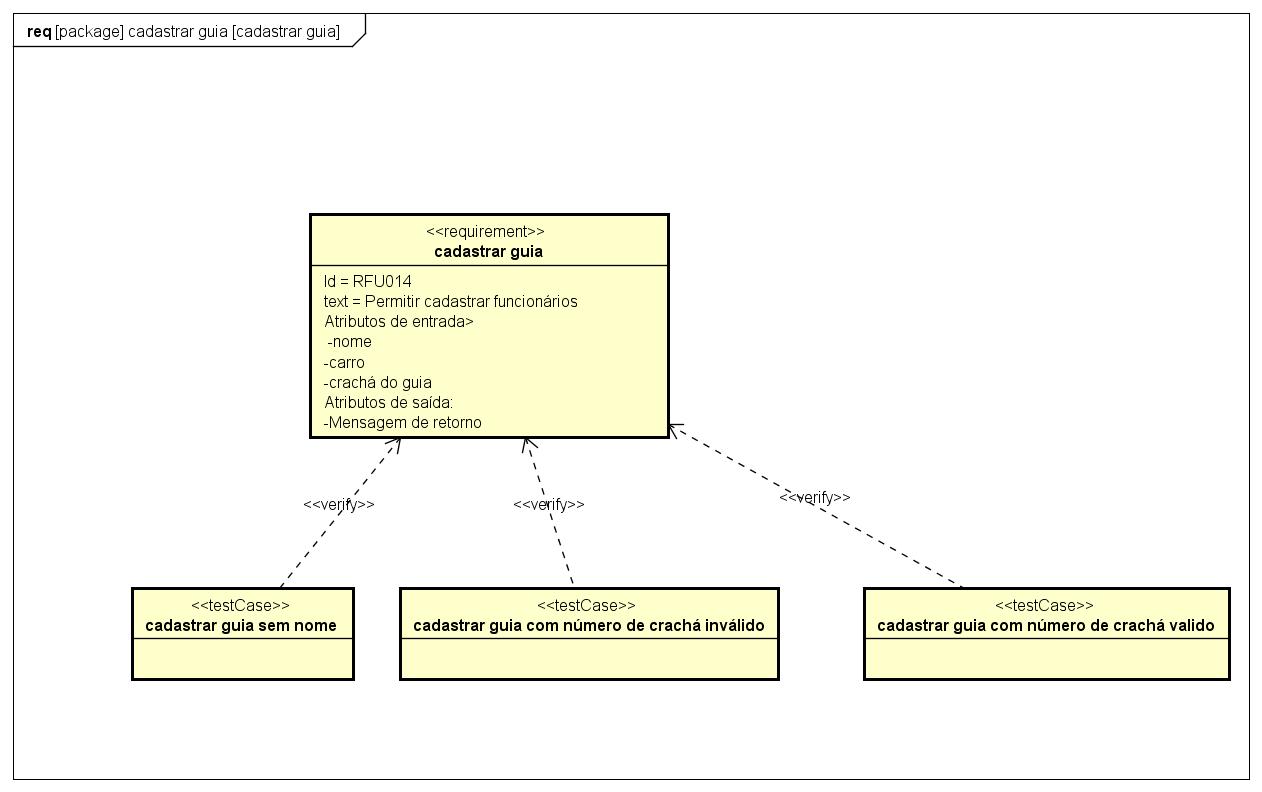 req [package] cadastrar guia [cadastrar guia]
<<requirement>>
cadastrar guia
Id = RFU014
text = Permitir cadastrar funcionários
Atributos de entrada>
-nome
-carro
-crachá do guia
Atributos de saída:
-Mensagem de retorno
<<verify>>
<<verify>>
<<verify>>
<<testCase>>
cadastrar guia sem nome
<<testCase>>
cadastrar guia com número de crachá inválido
<<testCase>>
cadastrar guia com número de crachá valido